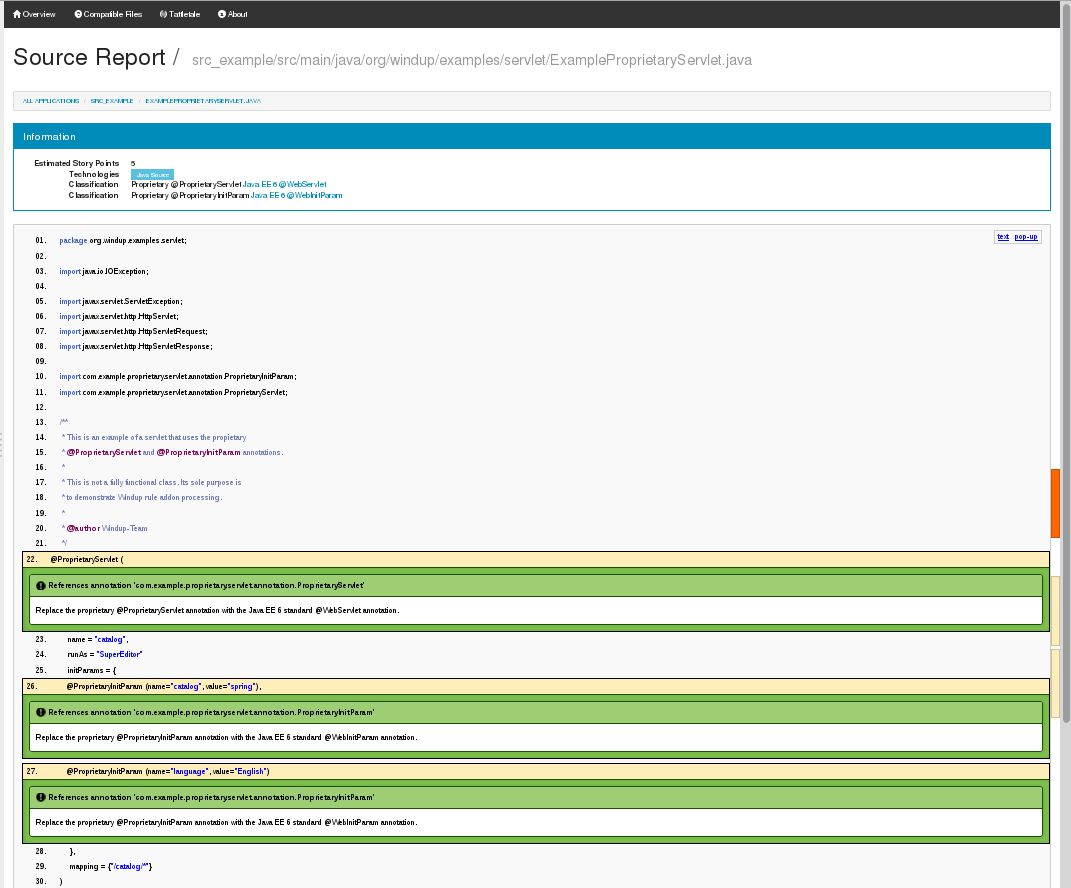 Overview Compatible Files Tattletale About
Source Report / src_example/src/main/java/org/windup/examples/servlet/ExampleProprietaryServlet.java
ALL APPLICATIONS / SRC_EXAMPLE / EXAMPLEPROPRIETARYSERVLET.JAVA
Information
Estimated Story Points 5
Technologies Java Source
Classification Proprietary @ProprietaryServlet Java EE 6 @WebServlet
Classification Proprietary @ProprietaryInitParam Java EE 6 @WebInitParam
text pop-up
01. package org.windup.examples.servlet;
02.
03. import java.io.IOException;
04.
05. import javax.servlet.ServletException;
06. import javax.servlet.http.HttpServlet;
07. import javax.servlet.http.HttpServletRequest;
08. import javax.servlet.http.HttpServletResponse;
09.
10. import com.example.proprietary.servlet.annotation.ProprietaryInitParam;
11. import com.example.proprietary.servlet.annotation.ProprietaryServlet;
12.
13. /**
14. * This is an example of a servlet that uses the propietary
15. * @ProprietaryServlet and @ProprietaryInitParam annotations.
16. *
17. * This is not a fully functional class. Its sole purpose is
18. * to demonstrate Windup rule addon processing.
19. *
20. * @author Windup-Team
21. */
22. @ProprietaryServlet (
References annotation 'com.example.proprietary.servlet.annotation.ProprietaryServlet'
Replace the proprietary @ProprietaryServlet annotation with the Java EE 6 standard @WebServlet annotation.
23. name = "catalog",
24. runAs = "SuperEditor"
25. initParams = {
26. @ProprietaryInitParam (name="catalog", value="spring"),
References annotation 'com.example.proprietary.servlet.annotation.ProprietaryInitParam'
Replace the proprietary @ProprietaryInitParam annotation with the Java EE 6 standard @WebInitParam annotation.
27. @ProprietaryInitParam (name="language", value="English")
References annotation 'com.example.proprietary.servlet.annotation.ProprietaryInitParam'
Replace the proprietary @ProprietaryInitParam annotation with the Java EE 6 standard @WebInitParam annotation.
28. },
29. mapping = {"/catalog/*"}
30. )